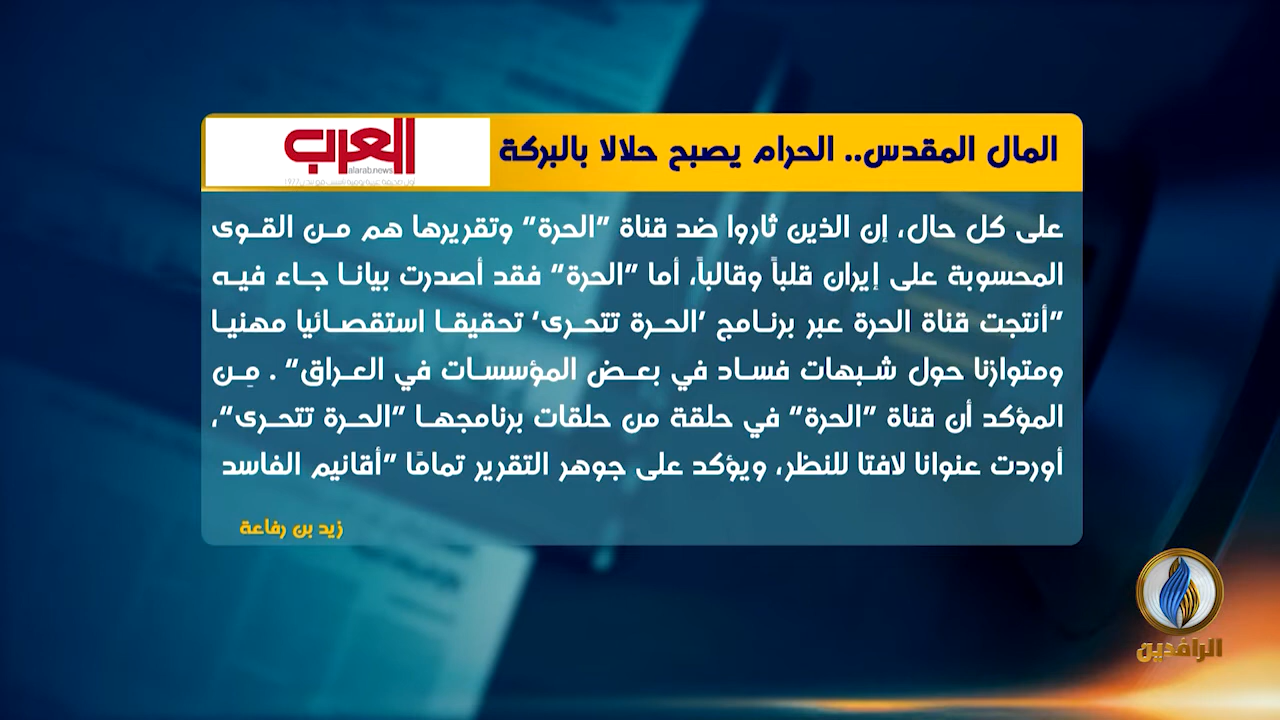 المال المقدس.. الحرام يصبح حلالا بالبركة
العرب
alarab.news
على كل حال، إن الذين ثاروا ضد قناة "الحرة" وتقريرها هم من القوى
المحسوبة على إيران قلباً وقالباً، أما "الحرة" فقد أصدرت بيانا جاء فيه
"أنتجت قناة الحرة عبر برنامج 'الحرة تتحرى' تحقيقا استقصائيا مهنيا
ومتوازنا حول شبهات فساد في بعض المؤسسات في العراق" . مِن
المؤكد أن قناة "الحرة" في حلقة من حلقات برنامجها "الحرة تتحرى"،
أوردت عنوانا لافتا للنظر، ويؤكد على جوهر التقرير تمامًا "أقانيم الفاسد
زيد بن رفاعة
الرافدين